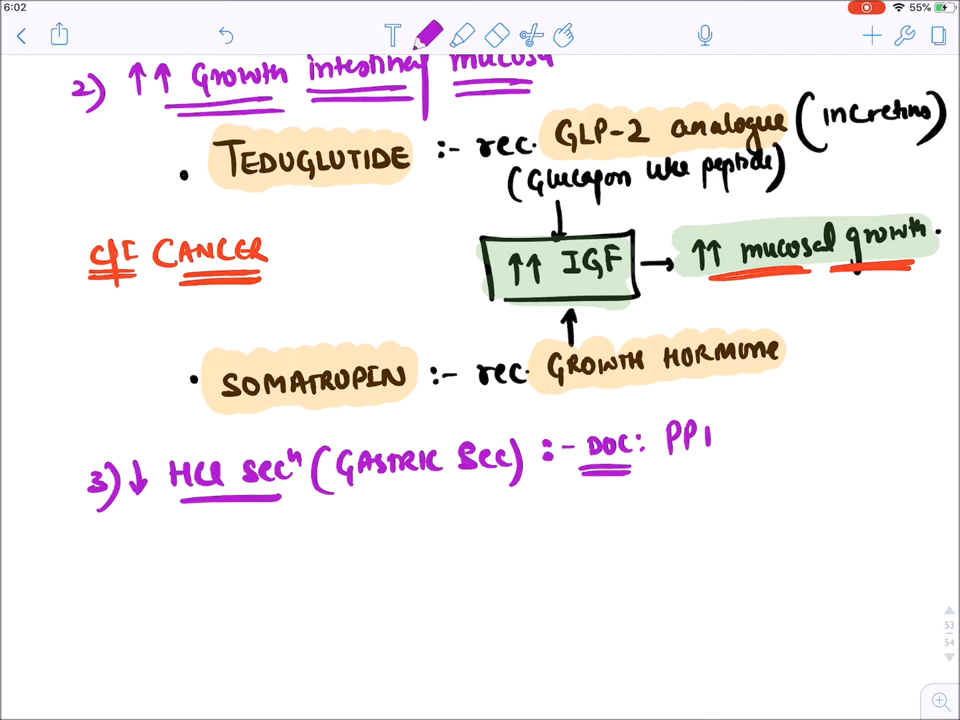 6:02
55%
T
2) ↑↑ Growth intestinal mucosa
• TEDUGLUTIDE :- rec. GLP-2 analogue (increting)
(Glucagon like peptide)
↓
C/I CANCER
↑↑ IGF → ↑↑ mucosal growth.
↑
• SOMATROPIN :- rec. GROWTH HORMONE
3) ↓ HCl secⁿ (GASTRIC SEC) :- DOC: PPI
53
54